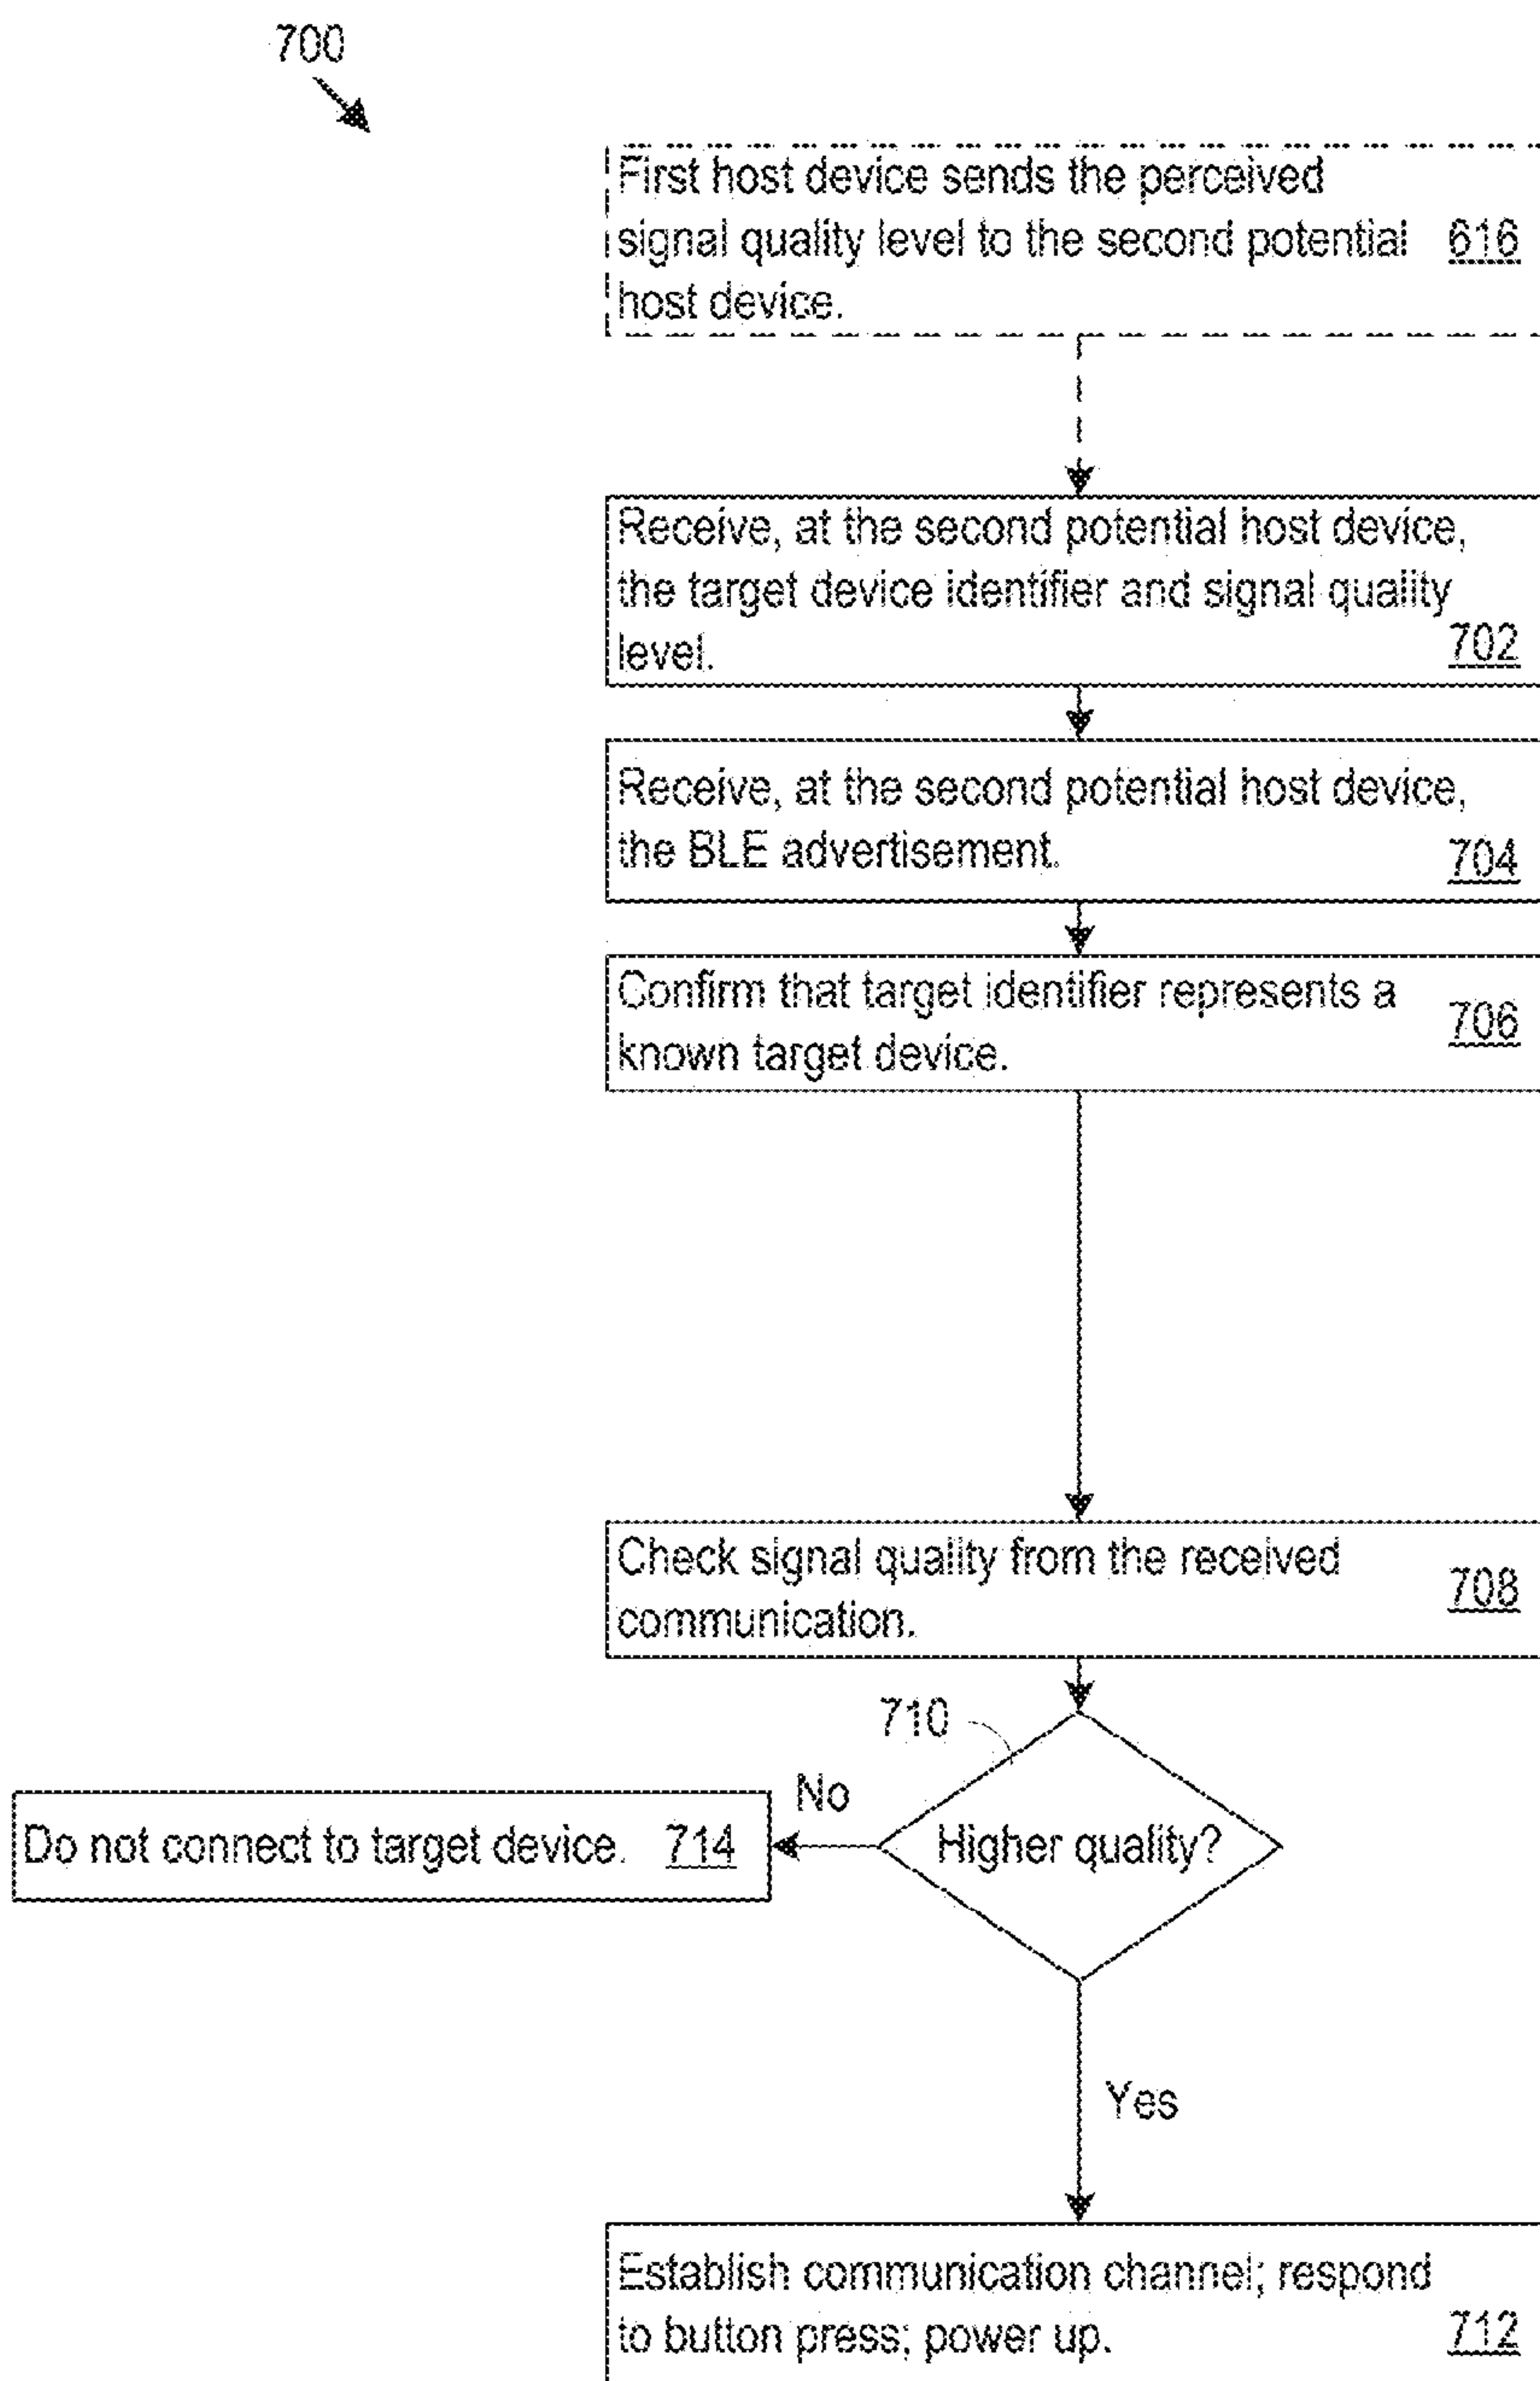 700
First host device sends the perceived
signal quality level to the second potential 616
host device.
Receive, at the second potential host device,
the target device identifier and signal quality
level. 702
Receive, at the second potential host device,
the BLE advertisement. 704
Confirm that target identifier represents a
known target device. 706
Check signal quality from the received
communication. 708
710
No
Do not connect to target device. 714
Higher quality?
Yes
Establish communication channel; respond
to button press; power up. 712